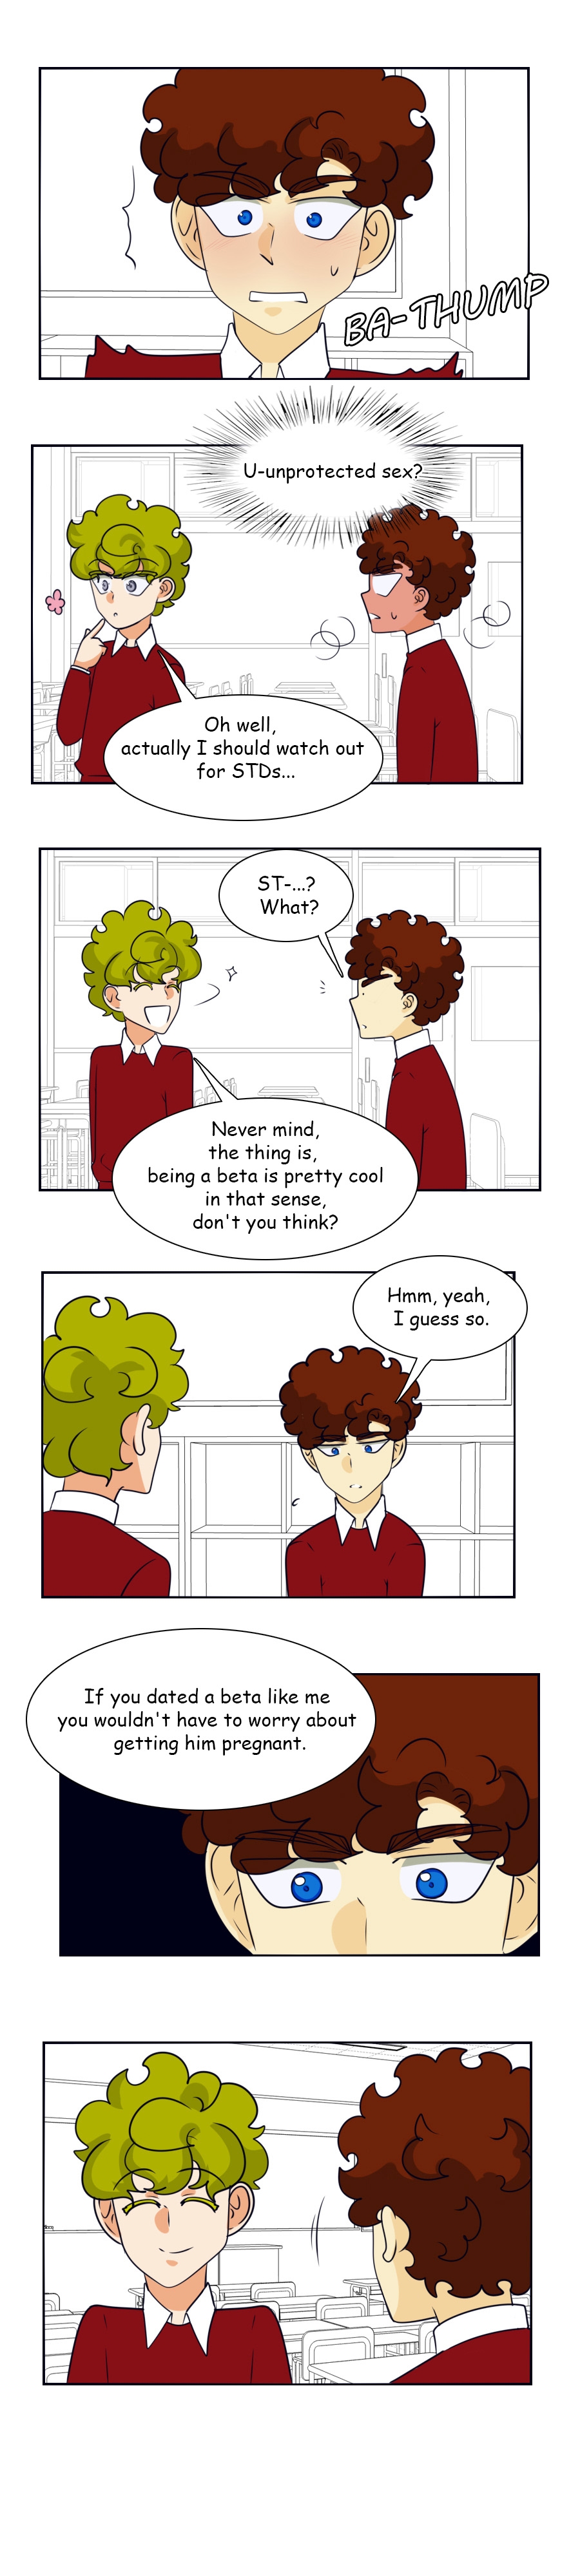 BA-THUMP
U-unprotected sex?
Oh well,
actually I should watch out
for STDs...
ST-...?
What?
Never mind,
the thing is,
being a beta is pretty cool
in that sense,
don't you think?
Hmm, yeah,
I guess so.
If you dated a beta like me
you wouldn't have to worry about
getting him pregnant.